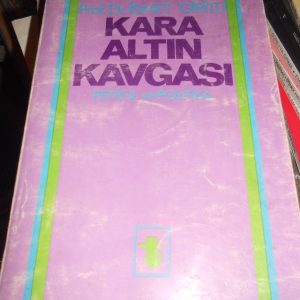 KARA
ALTIN
KAVGASI
PETROL ve POLİTİKA